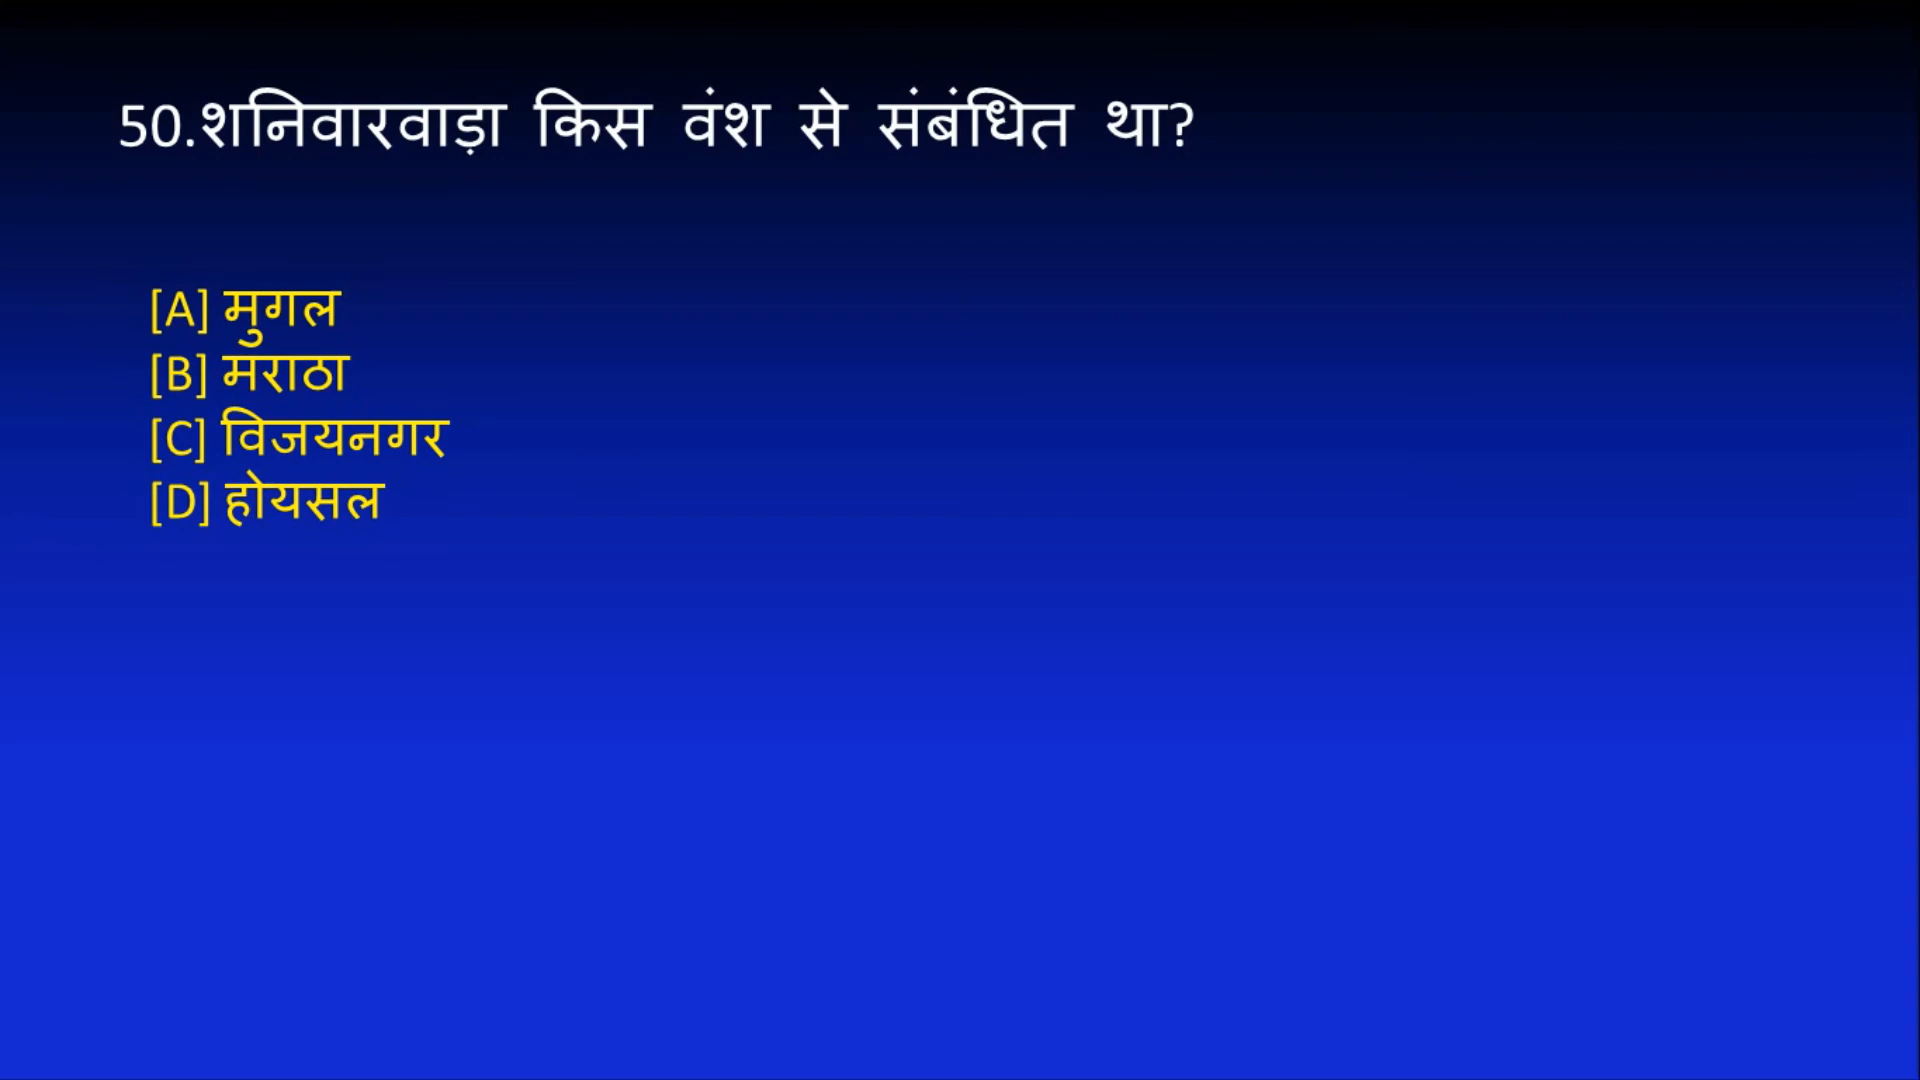 50.शनिवारवाड़ा किस वंश से संबंधित था?
[A] मुगल
[B] मराठा
[C] विजयनगर
[D] होयसल